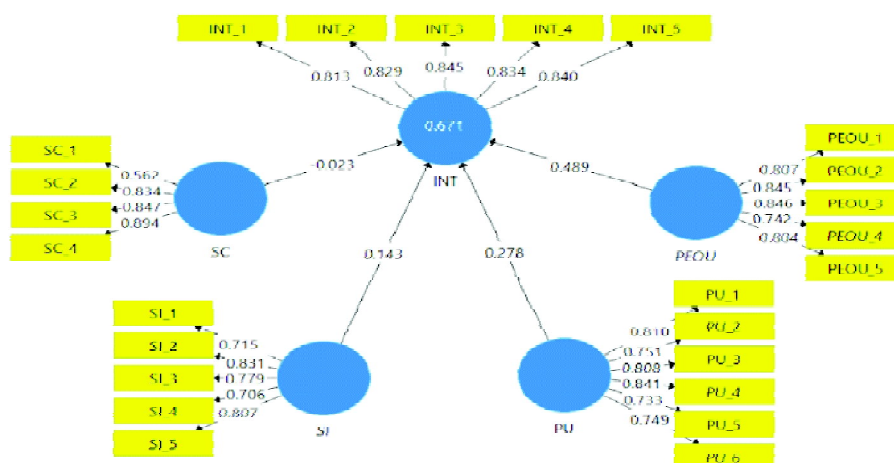 INT_1 INT_2 INT_3 INT_4 INT_5
0.813 0.829 0.845 0.834 0.840
0.671
INT
SC_1
SC_2
SC_3
SC_4
0.562
0.834
0.847
0.894
SC
0.023
0.489
PEOU_1
PEOU_2
PEOU_3
PEOU_4
PEOU_5
0.807
0.845
0.846
0.742
0.804
PEOU
0.143
0.278
SI_1
SI_2
SI_3
SI_4
SI_5
0.715
0.831
0.779
0.706
0.807
SI
PU_1
PU_2
PU_3
PU_4
PU_5
PU_6
0.810
0.751
0.808
0.841
0.733
0.749
PU